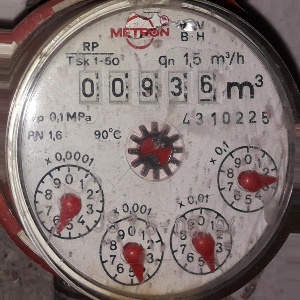 METRON
A V
B-H
RP
Tsk 1-50°
qn 1,5 m³/h
00936 m³
4310225
p 0,1 MPa
PN 1,6
90°C
x 0,0001
x 0,001
x 0,01
x 0,1